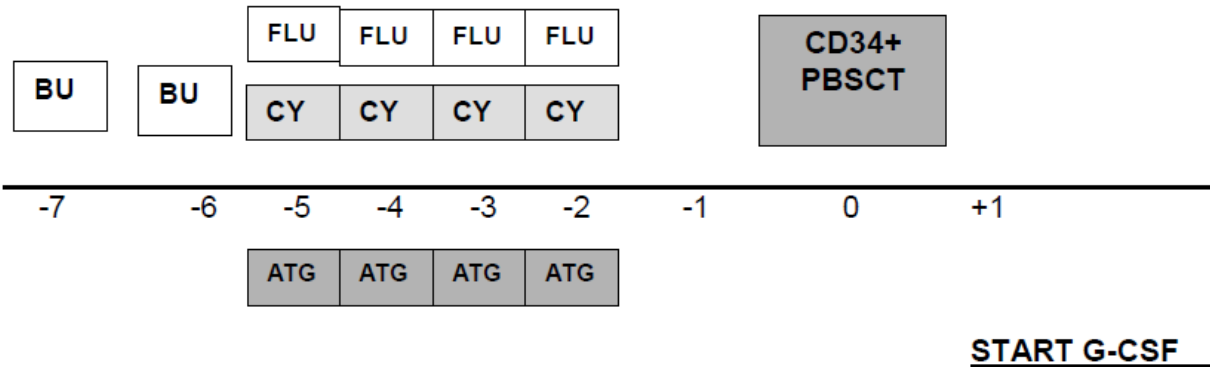 FLU FLU FLU FLU
BU BU
CY CY CY CY
CD34+
PBSCT
-7 -6 -5 -4 -3 -2 -1 0 +1
ATG ATG ATG ATG
START G-CSF